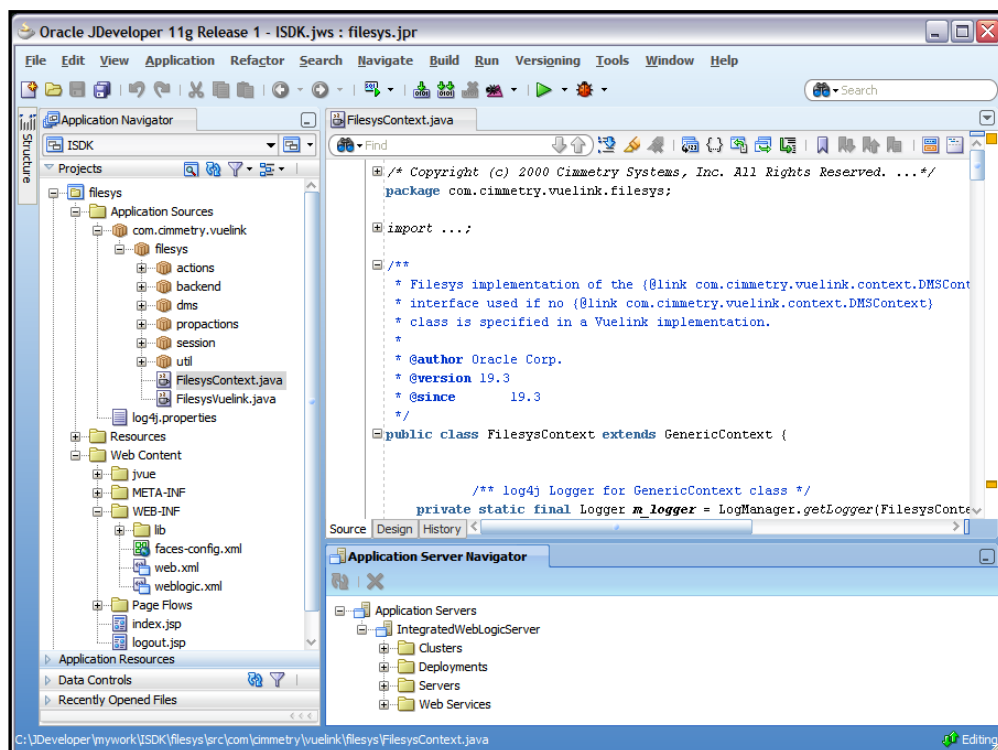 Oracle JDeveloper 11g Release 1 - ISDK.jws : filesys.jpr
File Edit View Application Refactor Search Navigate Build Run Versioning Tools Window Help
Search
Structure
Application Navigator
ISDK
Projects
filesys
Application Sources
com.cimmetry.vuelink
filesys
actions
backend
dms
propactions
session
util
FilesysContext.java
FilesysVuelink.java
log4j.properties
Resources
Web Content
jvue
META-INF
WEB-INF
lib
faces-config.xml
web.xml
weblogic.xml
Page Flows
index.jsp
logout.jsp
Application Resources
Data Controls
Recently Opened Files
FilesysContext.java
Find
/* Copyright (c) 2000 Cimmetry Systems, Inc. All Rights Reserved. ...*/
package com.cimmetry.vuelink.filesys;
import ...;
/**
* Filesys implementation of the {@link com.cimmetry.vuelink.context.DMSCont
* interface used if no {@link com.cimmetry.vuelink.context.DMSContext}
* class is specified in a Vuelink implementation.
*
* @author Oracle Corp.
* @version 19.3
* @since 19.3
*/
public class FilesysContext extends GenericContext {
/** log4j Logger for GenericContext class */
private static final Logger m_logger = LogManager.getLogger(FilesysConte
Source Design History
Application Server Navigator
Application Servers
IntegratedWebLogicServer
Clusters
Deployments
Servers
Web Services
C:\JDeveloper\mywork\ISDK\filesys\src\com\cimmetry\vuelink\filesys\FilesysContext.java
Editing